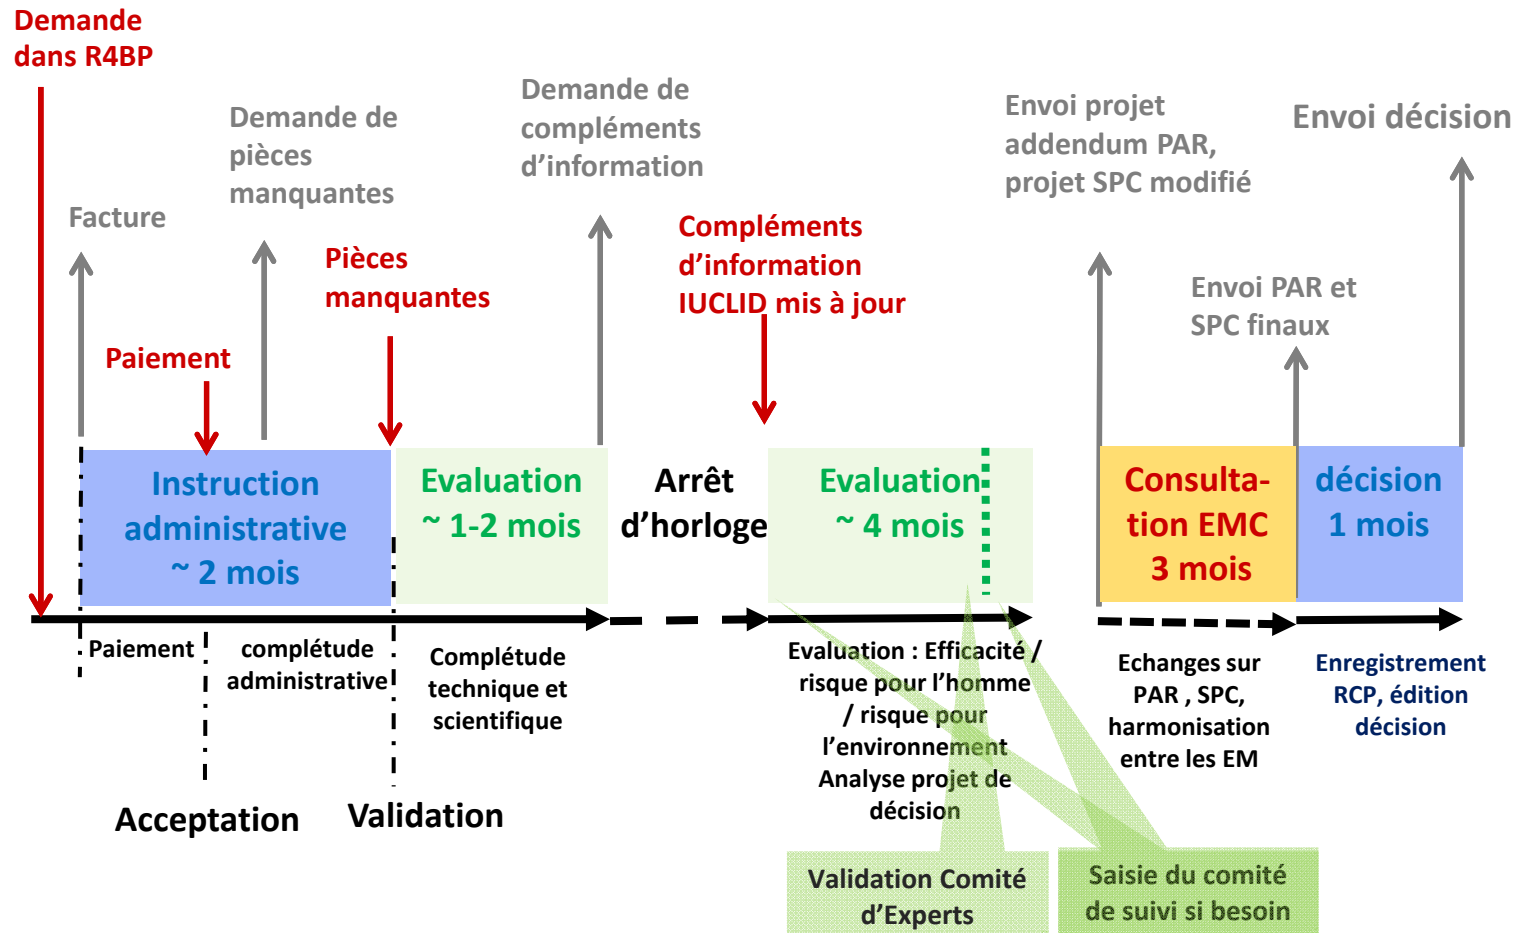 Demande
dans R4BP
Facture
Demande de
pièces
manquantes
Paiement
Pièces
manquantes
Demande de
compléments
d’information
Compléments
d’information
IUCLID mis à jour
Envoi projet
addendum PAR,
projet SPC modifié
Envoi PAR et
SPC finaux
Envoi décision
Instruction
administrative
~ 2 mois
Evaluation
~ 1-2 mois
Arrêt
d’horloge
Evaluation
~ 4 mois
Consulta-
tion EMC
3 mois
décision
1 mois
Paiement
complétude
administrative
Complétude
technique et
scientifique
Evaluation : Efficacité /
risque pour l’homme
/ risque pour
l’environnement
Analyse projet de
décision
Echanges sur
PAR , SPC,
harmonisation
entre les EM
Enregistrement
RCP, édition
décision
Acceptation
Validation
Validation Comité
d’Experts
Saisie du comité
de suivi si besoin